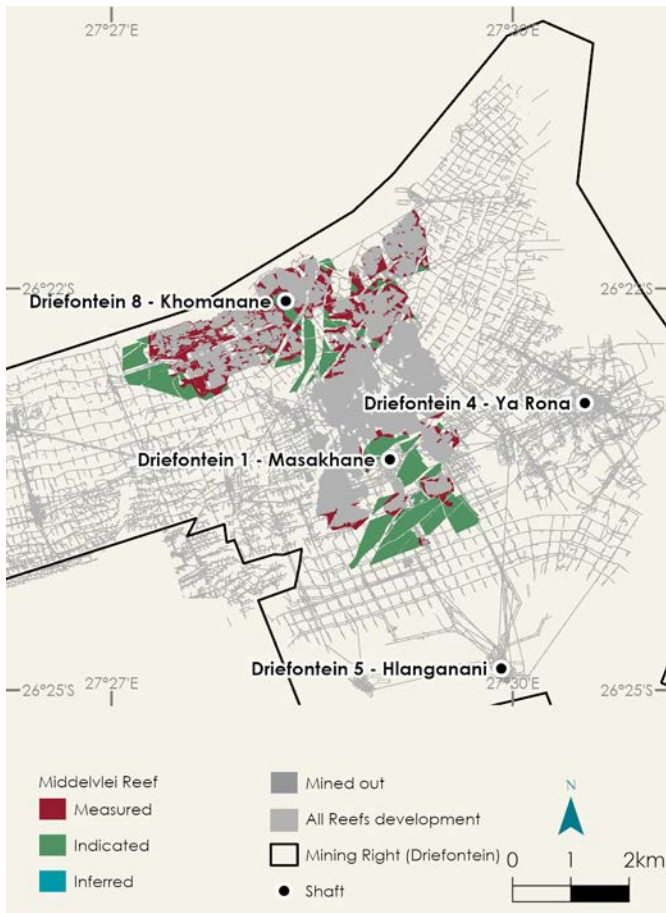 27°27'E
27°30'E
26°22'S
26°22'S
Driefontein 8 - Khomanane
Driefontein 4 - Ya Rona
Driefontein 1 - Masakhane
Driefontein 5 - Hlanganani
26°25'S
27°27'E
27°30'E
26°25'S
Middelvlei Reef
Measured
Indicated
Inferred
Mined out
All Reefs development
Mining Right (Driefontein)
Shaft
N
0 1 2km